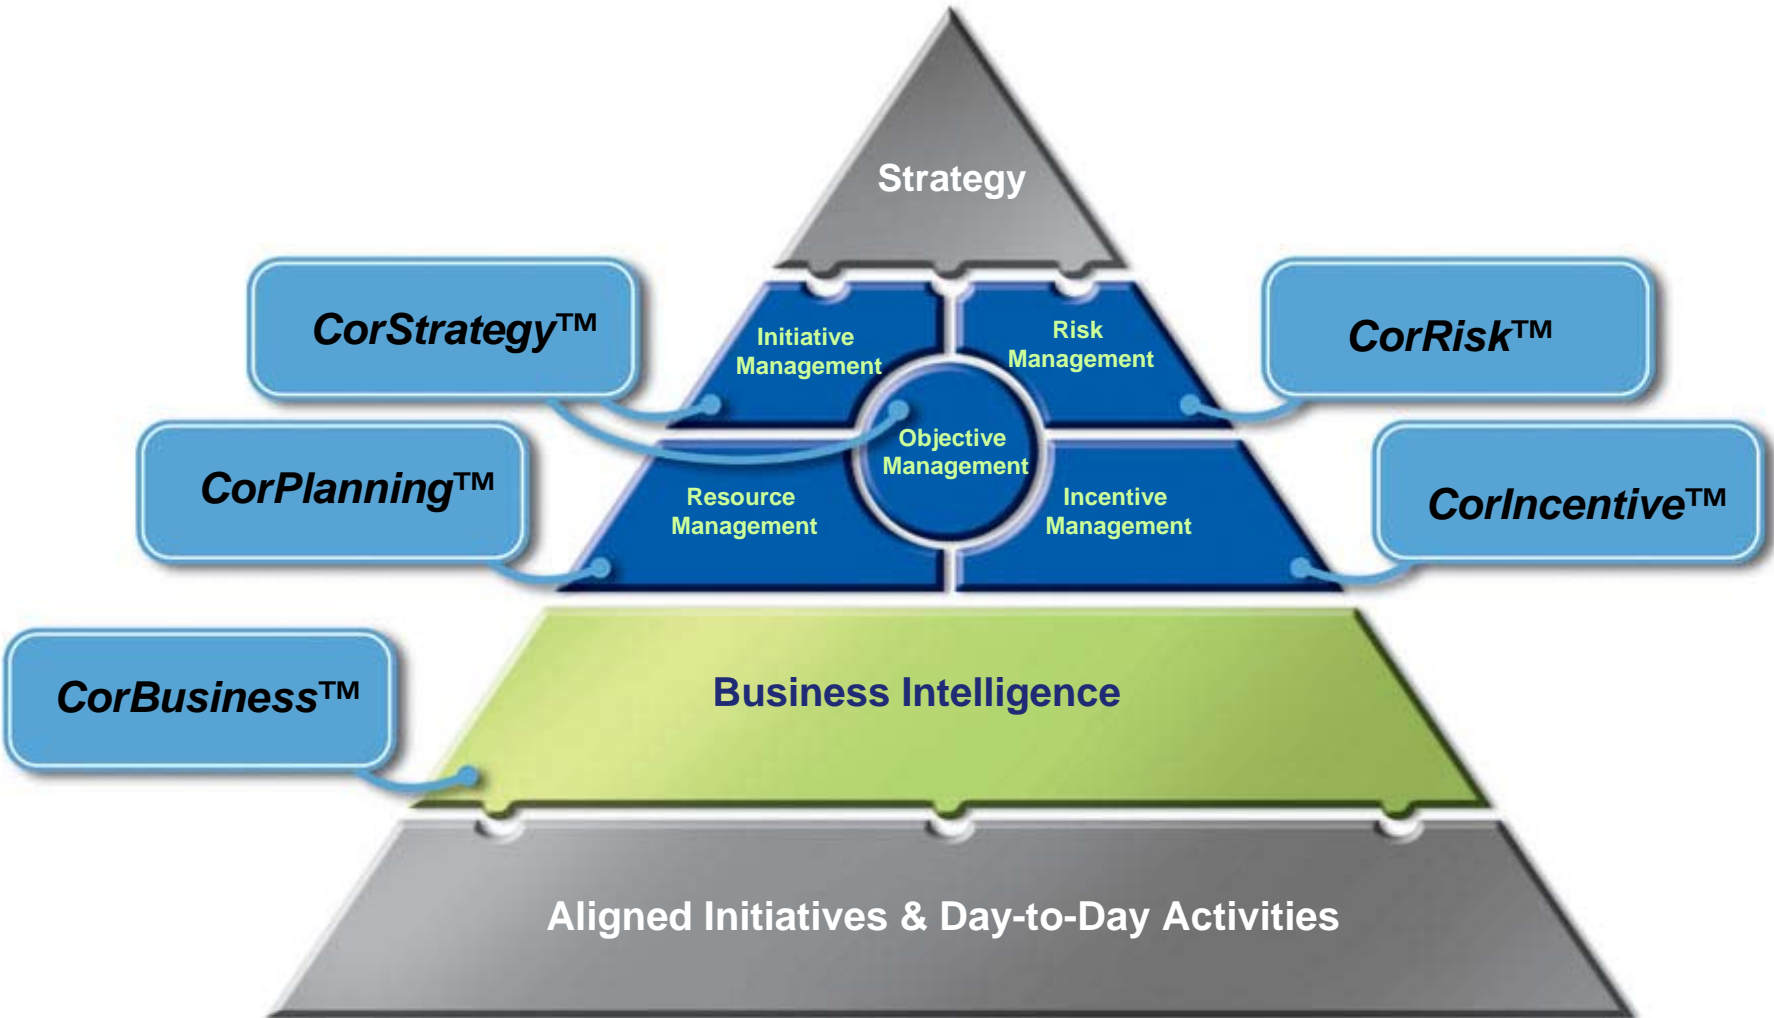 Strategy
CorStrategy™
Initiative
Management
Risk
Management
CorRisk™
Objective
Management
CorPlanning™
Resource
Management
Incentive
Management
CorIncentive™
CorBusiness™
Business Intelligence
Aligned Initiatives & Day-to-Day Activities